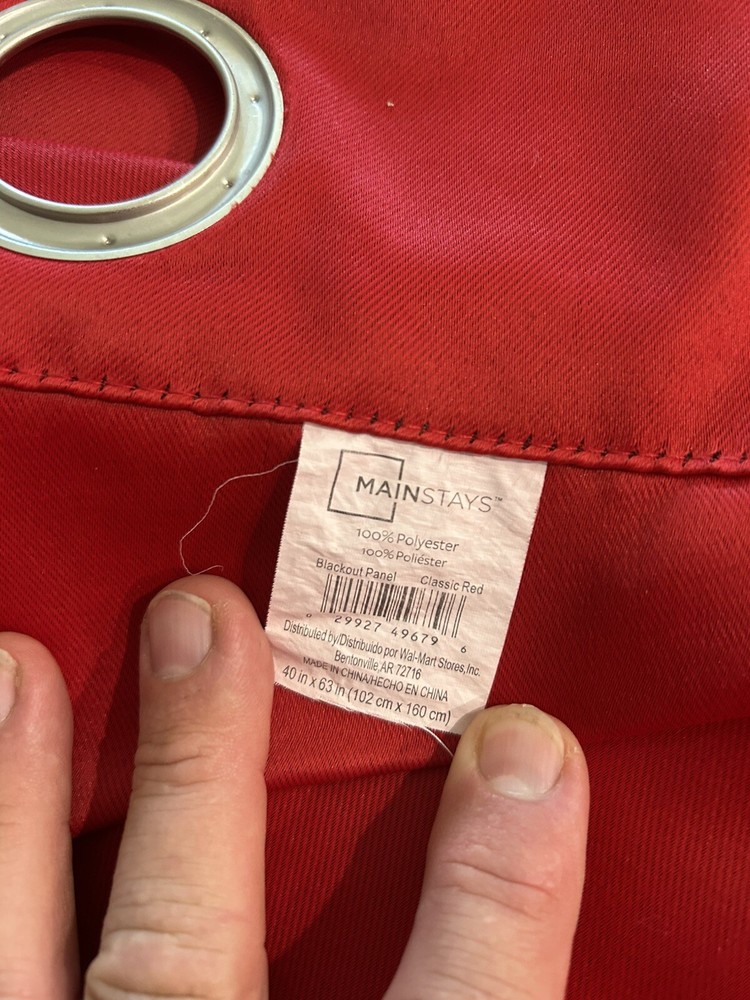 MAINSTAYS™
100% Polyester
100% Poliéster
Blackout Panel Classic Red
0 29927 49679 6
Distributed by/Distribuido por Wal-Mart Stores, Inc.
Bentonville, AR 72716
MADE IN CHINA/HECHO EN CHINA
40 in x 63 in (102 cm x 160 cm)